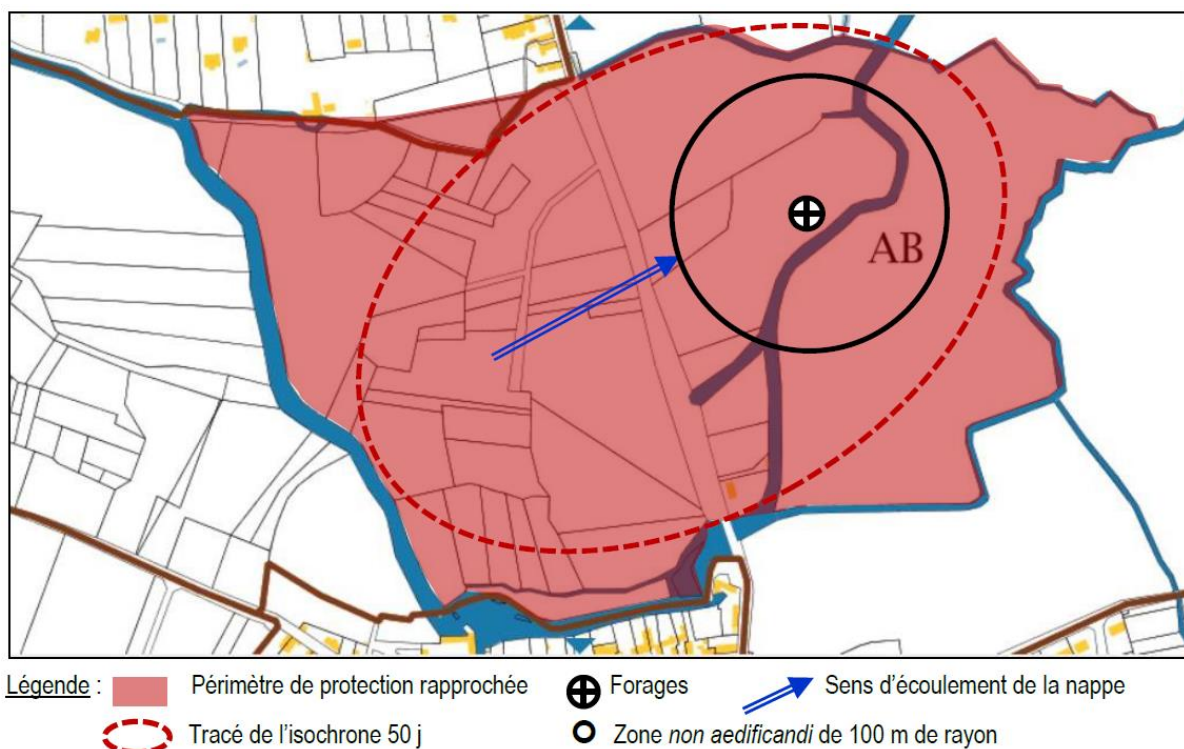 AB
Légende : Périmètre de protection rapprochée Forages Sens d'écoulement de la nappe
Tracé de l'isochrone 50 j Zone non aedificandi de 100 m de rayon